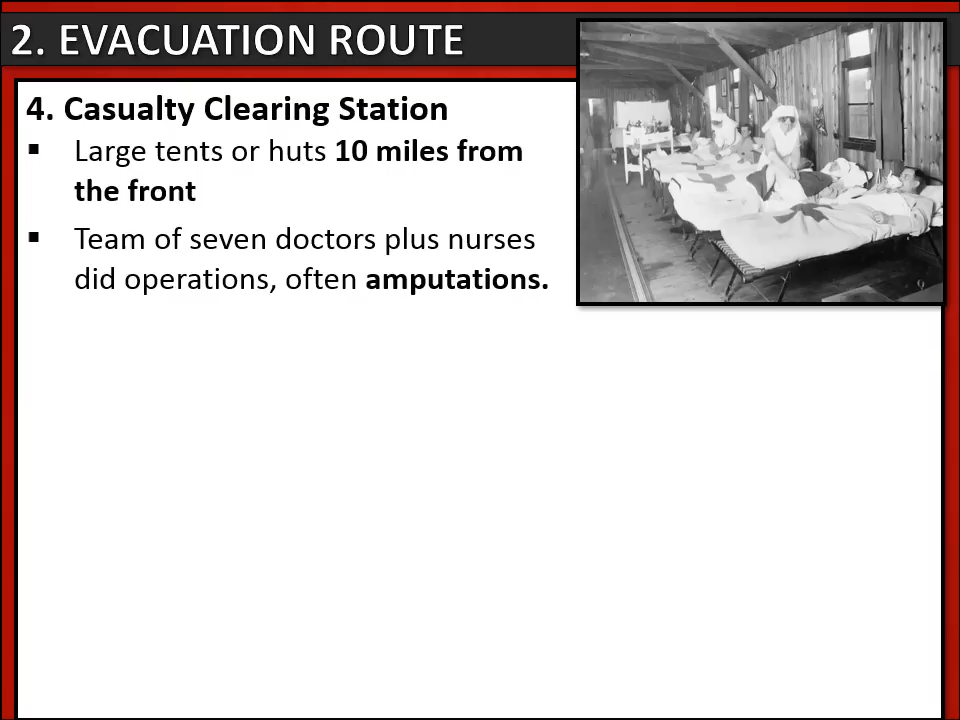 2. EVACUATION ROUTE
4. Casualty Clearing Station
▪ Large tents or huts 10 miles from
the front
▪ Team of seven doctors plus nurses
did operations, often amputations.